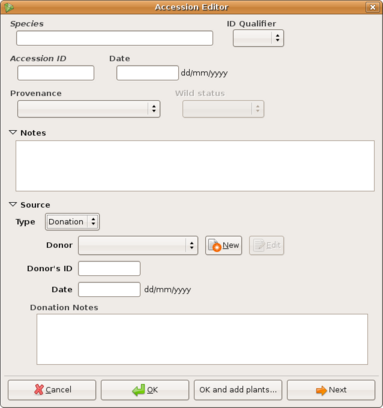 Accession Editor
Species ID Qualifier
Accession ID Date
dd/mm/yyyy
Provenance Wild status
Notes
Source
Type Donation
Donor New Edit
Donor's ID
Date dd/mm/yyyy
Donation Notes
Cancel OK OK and add plants... Next